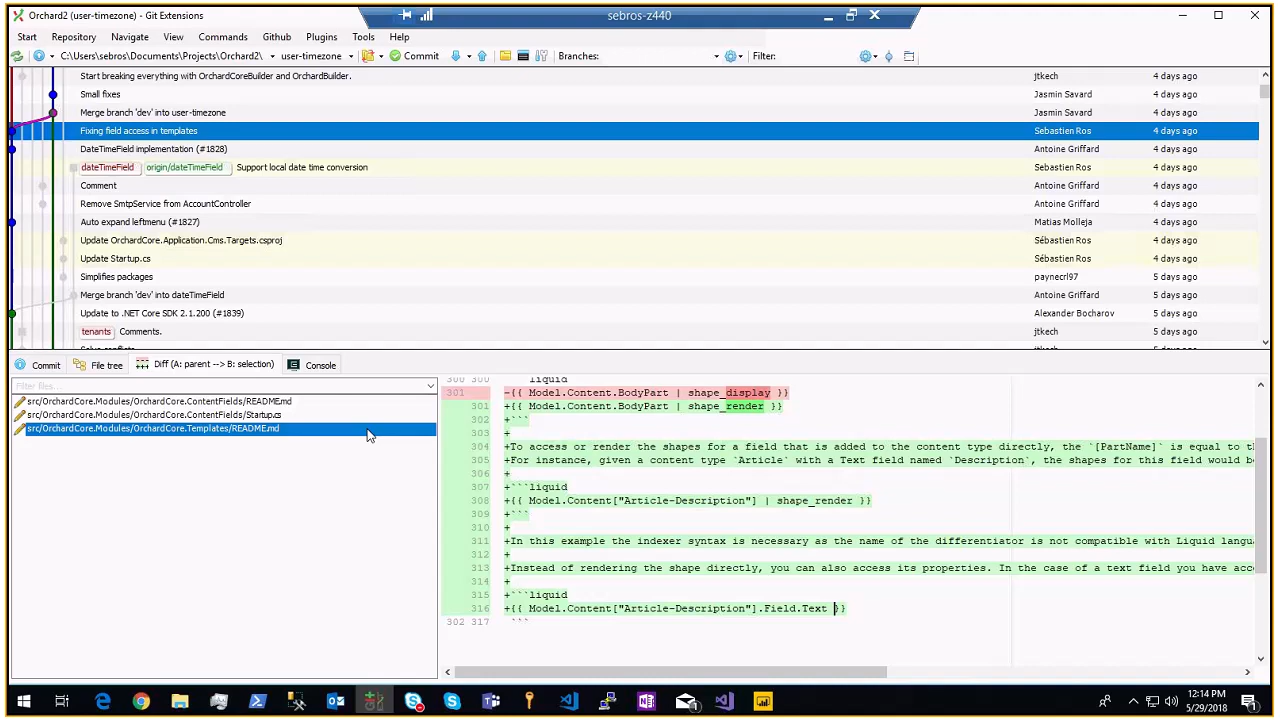 Orchard2 (user-timezone) - Git Extensions
sebros-z440
Start Repository Navigate View Commands Github Plugins Tools Help
C:\Users\sebros\Documents\Projects\Orchard2\ user-timezone Commit Branches: Filter:
Start breaking everything with OrchardCoreBuilder and OrchardBuilder. jtkech 4 days ago
Small fixes Jasmin Savard 4 days ago
Merge branch 'dev' into user-timezone Jasmin Savard 4 days ago
Fixing field access in templates Sebastien Ros 4 days ago
DateTimeField implementation (#1828) Antoine Griffard 4 days ago
dateTimeField origin/dateTimeField Support local date time conversion Sebastien Ros 4 days ago
Comment Antoine Griffard 4 days ago
Remove SmtpService from AccountController Antoine Griffard 4 days ago
Auto expand leftmenu (#1827) Matias Molleja 4 days ago
Update OrchardCore.Application.Cms.Targets.csproj Sébastien Ros 4 days ago
Update Startup.cs Sébastien Ros 4 days ago
Simplifies packages paynecrl97 5 days ago
Merge branch 'dev' into dateTimeField Antoine Griffard 5 days ago
Update to .NET Core SDK 2.1.200 (#1839) Alexander Bocharov 5 days ago
tenants Comments. jtkech 5 days ago
Commit File tree Diff (A: parent --> B: selection) Console
Filter files...
src/OrchardCore.Modules/OrchardCore.ContentFields/README.md
src/OrchardCore.Modules/OrchardCore.ContentFields/Startup.cs
src/OrchardCore.Modules/OrchardCore.Templates/README.md
300 300 liquid
301 -{{ Model.Content.BodyPart | shape_display }}
301 +{{ Model.Content.BodyPart | shape_render }}
302 +```
303 +
304 +To access or render the shapes for a field that is added to the content type directly, the `[PartName]` is equal to
305 +For instance, given a content type `Article` with a Text field named `Description`, the shapes for this field would
306 +
307 +```liquid
308 +{{ Model.Content["Article-Description"] | shape_render }}
309 +```
310 +
311 +In this example the indexer syntax is necessary as the name of the differentiator is not compatible with Liquid
312 +
313 +Instead of rendering the shape directly, you can also access its properties. In the case of a text field you have
314 +
315 +```liquid
316 +{{ Model.Content["Article-Description"].Field.Text }}
302 317 ```
12:14 PM
5/29/2018